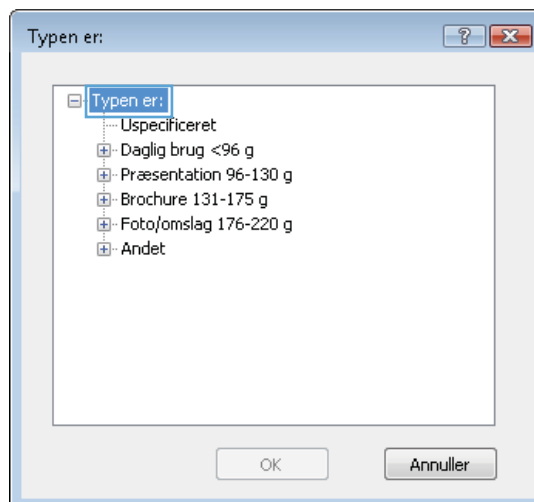 Typen er:
Typen er:
Uspecificeret
Daglig brug <96 g
Præsentation 96-130 g
Brochure 131-175 g
Foto/omslag 176-220 g
Andet
OK
Annuller